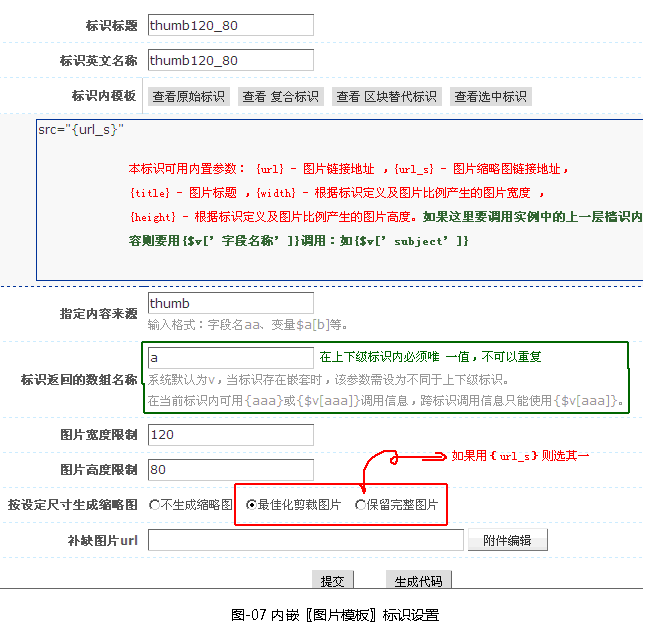 标识标题 thumb120_80
标识英文名称 thumb120_80
标识内模板 查看原始标识 查看 复合标识 查看 区块替代标识 查看选中标识
src="{url_s}"
本标识可用内置参数： {url} - 图片链接地址 ，{url_s} - 图片缩略图链接地址，
{title} - 图片标题 ，{width} - 根据标识定义及图片比例产生的图片宽度 ，
{height} - 根据标识定义及图片比例产生的图片高度。如果这里要调用实例中的上一层标识内
容则要用{$v[’字段名称’]}调用：如{$v[’subject’]}
指定内容来源 thumb
输入格式：字段名aa、变量$a[b]等。
标识返回的数组名称 a 在上下级标识内必须唯 一值，不可以重复
系统默认为v，当标识存在嵌套时，该参数需设为不同于上下级标识。
在当前标识内可用{aaa}或{$v[aaa]}调用信息，跨标识调用信息只能使用{$v[aaa]}。
图片宽度限制 120
如果用{url_s}则选其一
图片高度限制 80
按设定尺寸生成缩略图 不生成缩略图 最佳化剪裁图片 保留完整图片
补缺图片url 附件编辑
提交 生成代码
图-07 内嵌〖图片模板〗标识设置